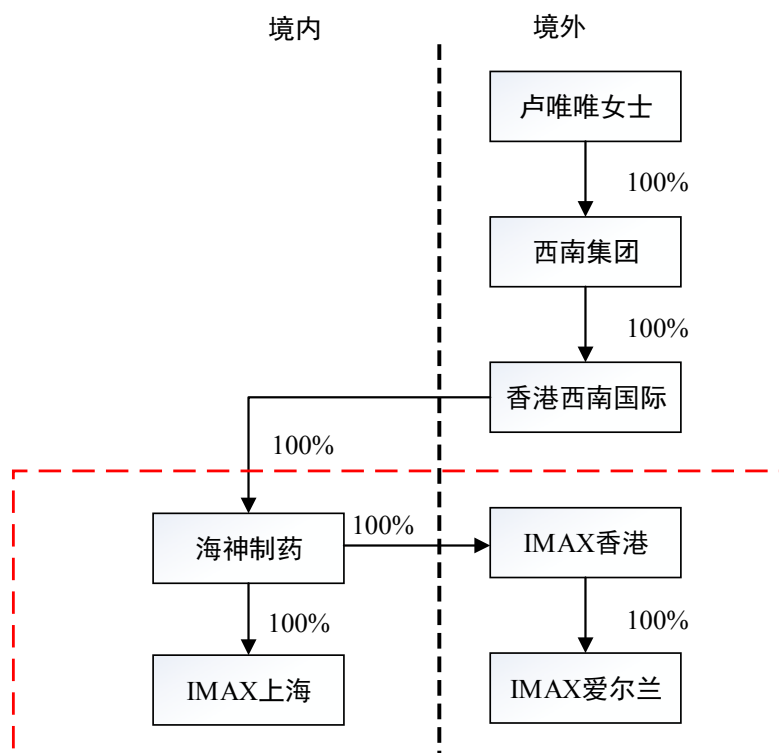 境内
境外
卢唯唯女士
100%
西南集团
100%
香港西南国际
100%
海神制药
100%
IMAX香港
100%
100%
IMAX上海
IMAX爱尔兰